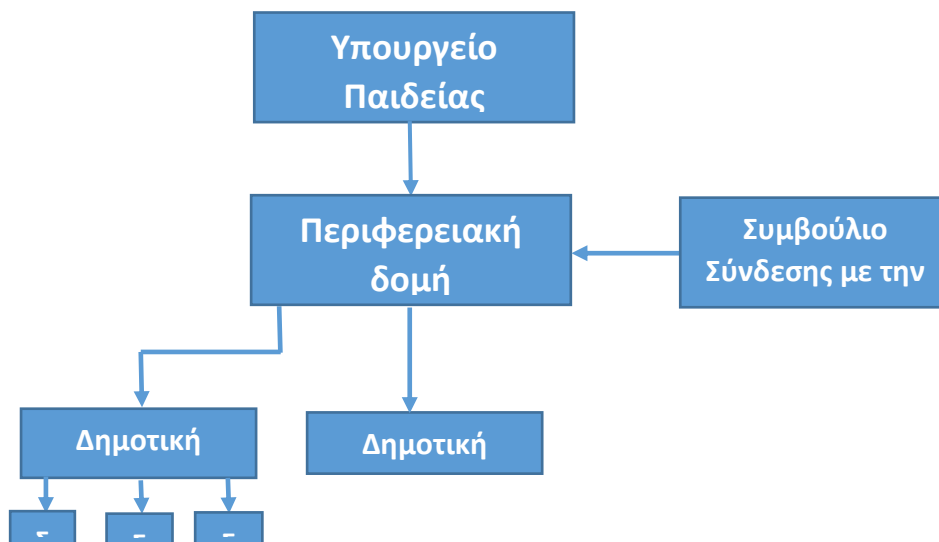 Υπουργείο
Παιδείας
Περιφερειακή
δομή
Συμβούλιο
Σύνδεσης με την
Δημοτική
Δημοτική